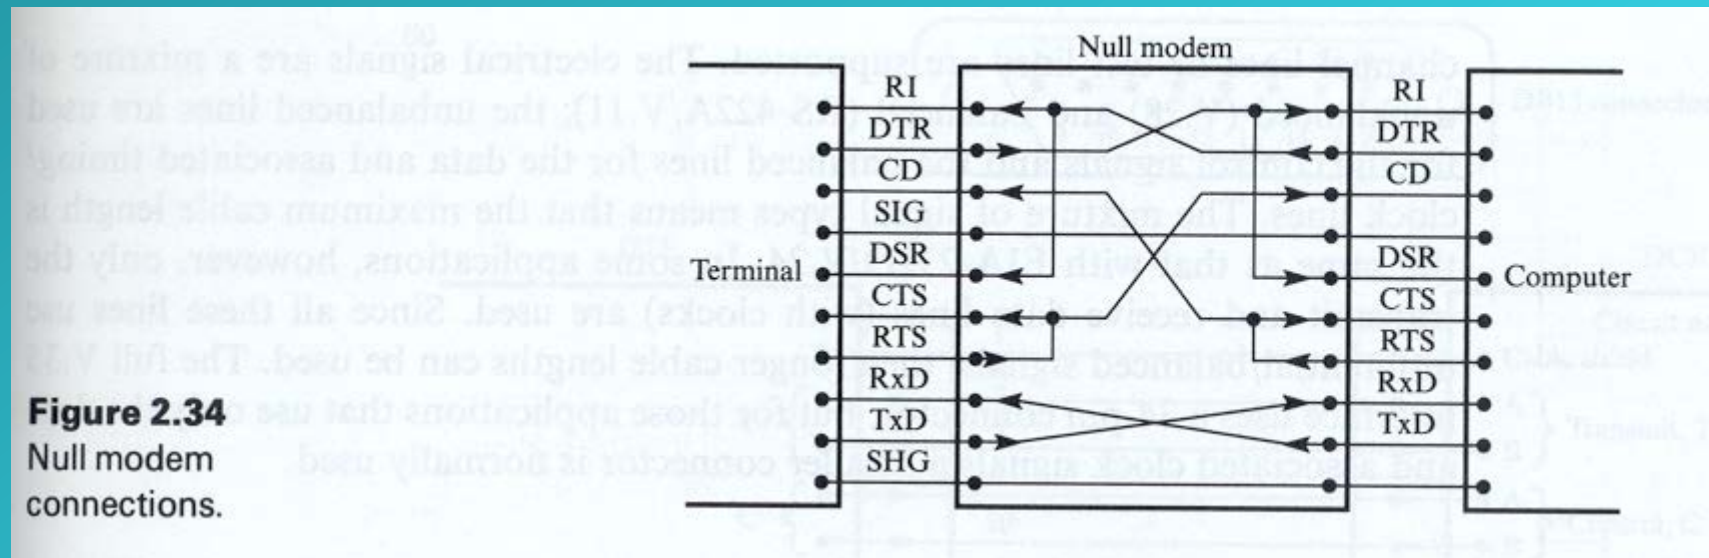 Null modem
RI RI
DTR DTR
CD CD
SIG
DSR DSR
Terminal Computer
CTS CTS
RTS RTS
RxD RxD
TxD TxD
SHG
Figure 2.34
Null modem
connections.